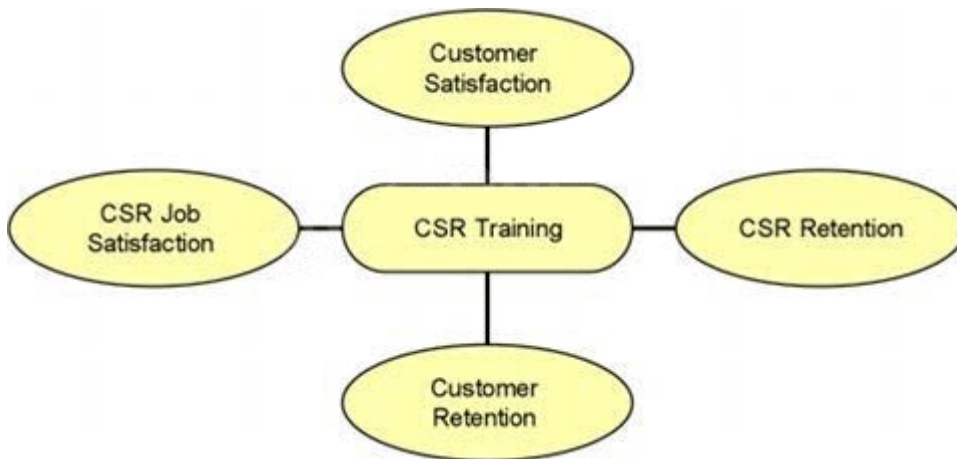 Customer
Satisfaction
CSR Job
Satisfaction
CSR Training
CSR Retention
Customer
Retention